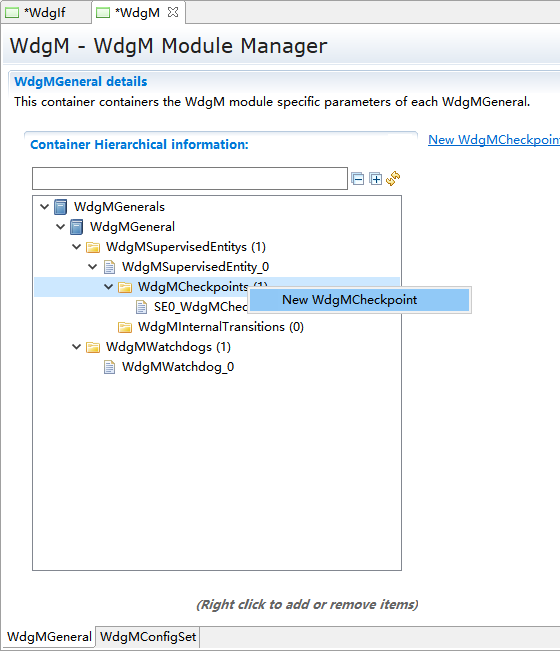 *WdgIf
*WdgM
WdgM - WdgM Module Manager
WdgMGeneral details
This container containers the WdgM module specific parameters of each WdgMGeneral.
Container Hierarchical information:
New WdgMCheckpoin
WdgMGenerals
WdgMGeneral
WdgMSupervisedEntitys (1)
WdgMSupervisedEntity_0
WdgMCheckpoints (1)
New WdgMCheckpoint
SE0_WdgMChec
WdgMInternalTransitions (0)
WdgMWatchdogs (1)
WdgMWatchdog_0
(Right click to add or remove items)
WdgMGeneral
WdgMConfigSet